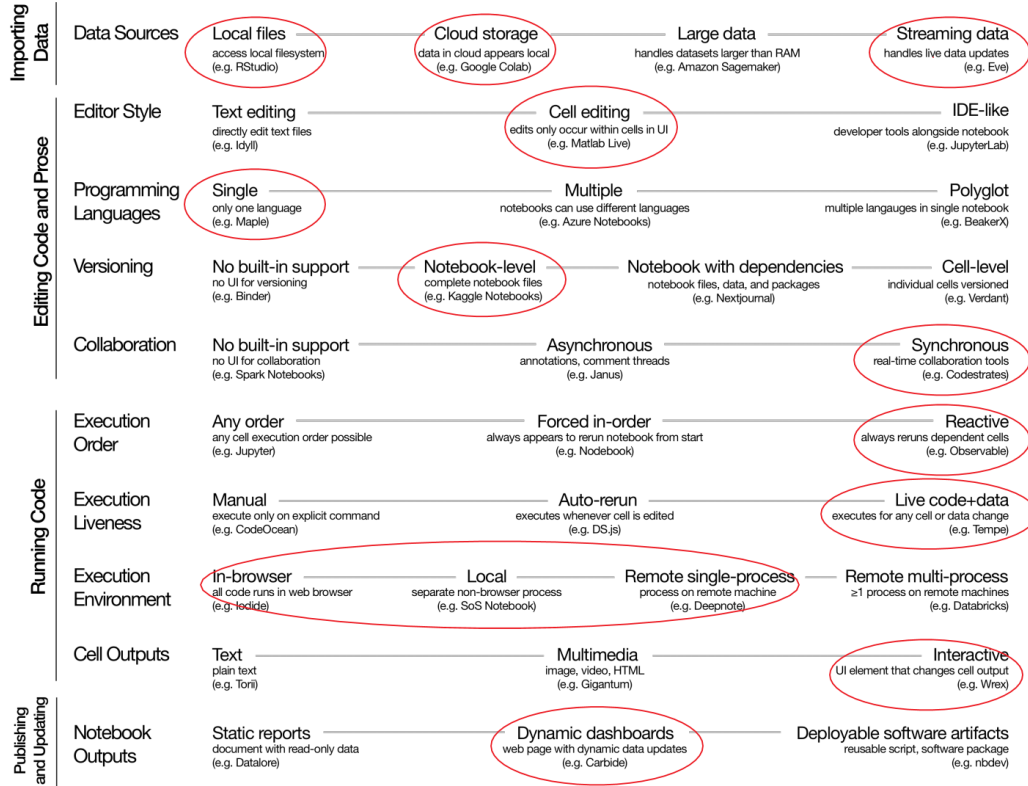 Importing Data
Data Sources
Local files
access local filesystem
(e.g. RStudio)
Cloud storage
data in cloud appears local
(e.g. Google Colab)
Large data
handles datasets larger than RAM
(e.g. Amazon Sagemaker)
Streaming data
handles live data updates
(e.g. Eve)
Editing Code and Prose
Editor Style
Text editing
directly edit text files
(e.g. Idyll)
Cell editing
edits only occur within cells in UI
(e.g. Matlab Live)
IDE-like
developer tools alongside notebook
(e.g. JupyterLab)
Programming
Languages
Single
only one language
(e.g. Maple)
Multiple
notebooks can use different languages
(e.g. Azure Notebooks)
Polyglot
multiple langauges in single notebook
(e.g. BeakerX)
Versioning
No built-in support
no UI for versioning
(e.g. Binder)
Notebook-level
complete notebook files
(e.g. Kaggle Notebooks)
Notebook with dependencies
notebook files, data, and packages
(e.g. Nextjournal)
Cell-level
individual cells versioned
(e.g. Verdant)
Collaboration
No built-in support
no UI for collaboration
(e.g. Spark Notebooks)
Asynchronous
annotations, comment threads
(e.g. Janus)
Synchronous
real-time collaboration tools
(e.g. Codestrates)
Running Code
Execution
Order
Any order
any cell execution order possible
(e.g. Jupyter)
Forced in-order
always appears to rerun notebook from start
(e.g. Nodebook)
Reactive
always reruns dependent cells
(e.g. Observable)
Execution
Liveness
Manual
execute only on explicit command
(e.g. CodeOcean)
Auto-rerun
executes whenever cell is edited
(e.g. DS.js)
Live code+data
executes for any cell or data change
(e.g. Tempe)
Execution
Environment
In-browser
all code runs in web browser
(e.g. Iodide)
Local
separate non-browser process
(e.g. SoS Notebook)
Remote single-process
process on remote machine
(e.g. Deepnote)
Remote multi-process
≥1 process on remote machines
(e.g. Databricks)
Cell Outputs
Text
plain text
(e.g. Torii)
Multimedia
image, video, HTML
(e.g. Gigantum)
Interactive
UI element that changes cell output
(e.g. Wrex)
Publishing
and Updating
Notebook
Outputs
Static reports
document with read-only data
(e.g. Datalore)
Dynamic dashboards
web page with dynamic data updates
(e.g. Carbide)
Deployable software artifacts
reusable script, software package
(e.g. nbdev)